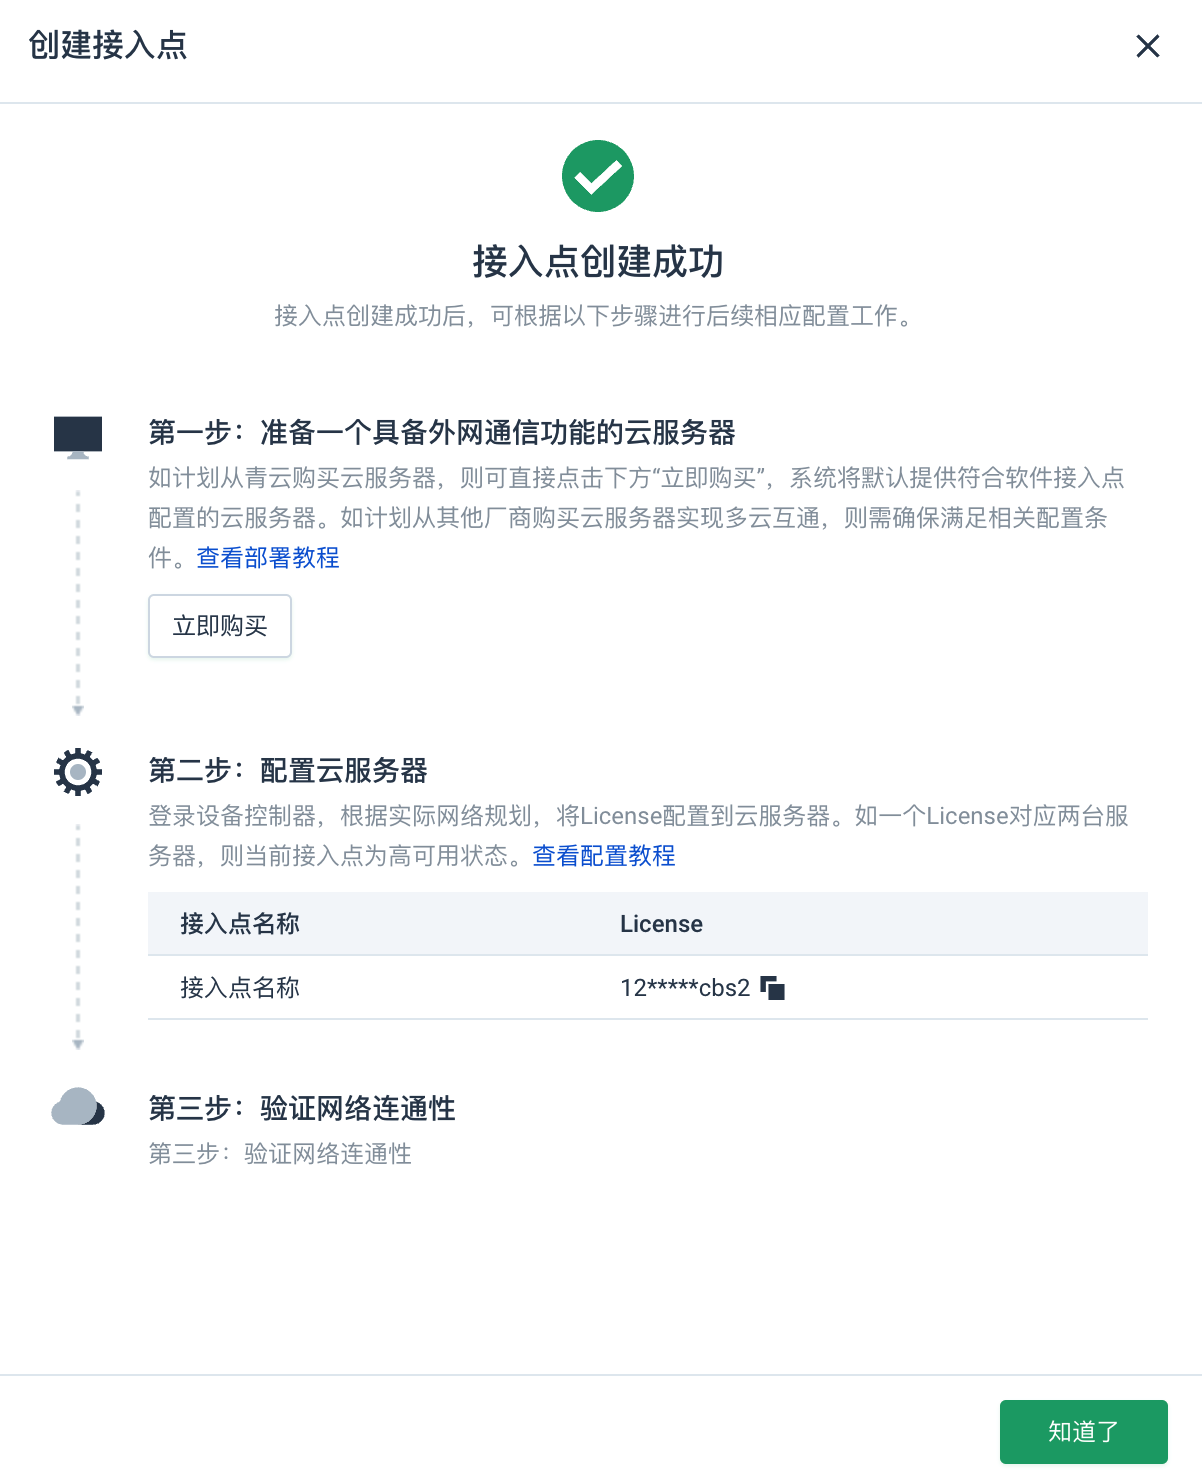 创建接入点
接入点创建成功
接入点创建成功后，可根据以下步骤进行后续相应配置工作。
第一步：准备一个具备外网通信功能的云服务器
如计划从青云购买云服务器，则可直接点击下方“立即购买”，系统将默认提供符合软件接入点
配置的云服务器。如计划从其他厂商购买云服务器实现多云互通，则需确保满足相关配置条
件。查看部署教程
立即购买
第二步：配置云服务器
登录设备控制器，根据实际网络规划，将License配置到云服务器。如一个License对应两台服
务器，则当前接入点为高可用状态。查看配置教程
接入点名称 License
接入点名称 12*****cbs2
第三步：验证网络连通性
第三步：验证网络连通性
知道了